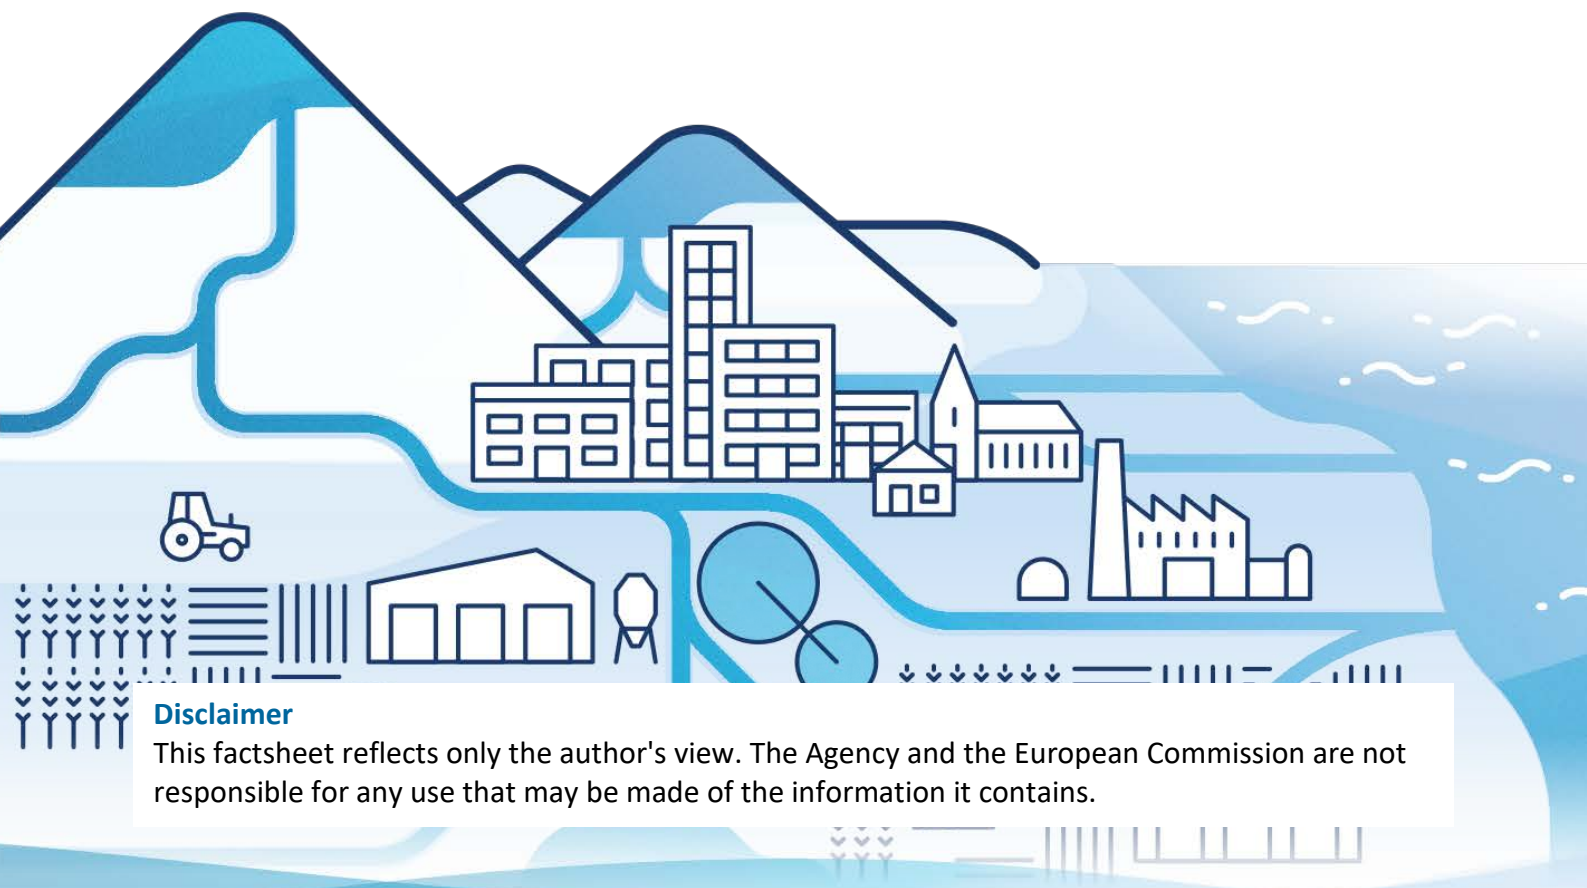 Disclaimer
This factsheet reflects only the author's view. The Agency and the European Commission are not
responsible for any use that may be made of the information it contains.